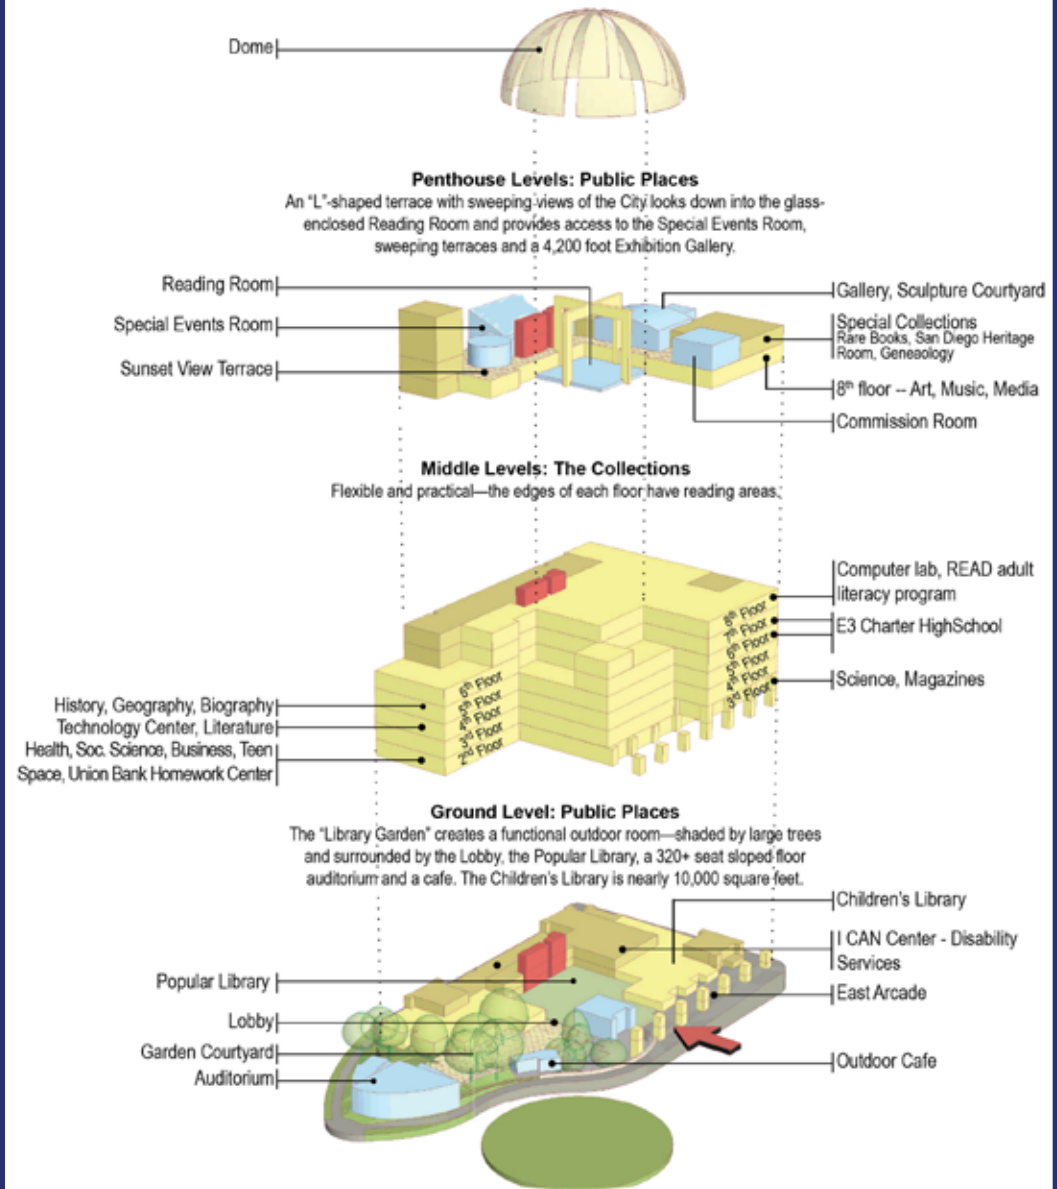 Dome
Penthouse Levels: Public Places
An "L"-shaped terrace with sweeping views of the City looks down into the glass-
enclosed Reading Room and provides access to the Special Events Room,
sweeping terraces and a 4,200 foot Exhibition Gallery.
Reading Room
Special Events Room
Sunset View Terrace
Gallery, Sculpture Courtyard
Special Collections
Rare Books, San Diego Heritage
Room, Geneaology
8th floor -- Art, Music, Media
Commission Room
Middle Levels: The Collections
Flexible and practical—the edges of each floor have reading areas.
Computer lab, READ adult
literacy program
E3 Charter HighSchool
Science, Magazines
8th Floor
7th Floor
6th Floor
5th Floor
4th Floor
3rd Floor
6th Floor
5th Floor
4th Floor
3rd Floor
2nd Floor
History, Geography, Biography
Technology Center, Literature
Health, Soc. Science, Business, Teen
Space, Union Bank Homework Center
Ground Level: Public Places
The "Library Garden" creates a functional outdoor room—shaded by large trees
and surrounded by the Lobby, the Popular Library, a 320+ seat sloped floor
auditorium and a cafe. The Children's Library is nearly 10,000 square feet.
Children's Library
I CAN Center - Disability
Services
East Arcade
Outdoor Cafe
Popular Library
Lobby
Garden Courtyard
Auditorium